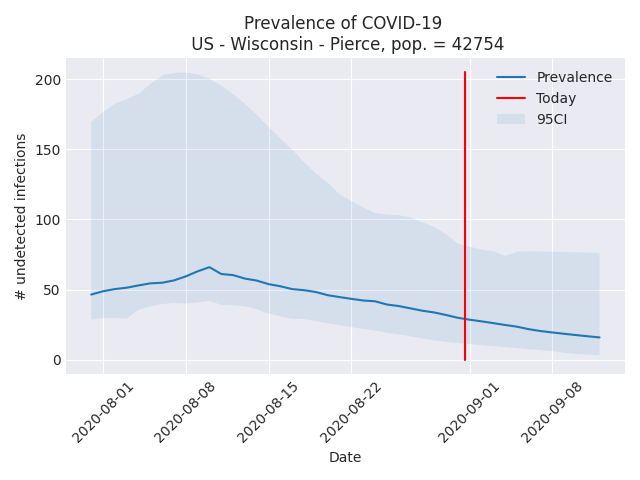 Prevalence of COVID-19
US - Wisconsin - Pierce, pop. = 42754
Prevalence
Today
95CI
# undetected infections
200
150
100
50
0
2020-08-01
2020-08-08
2020-08-15
2020-08-22
2020-09-01
2020-09-08
Date